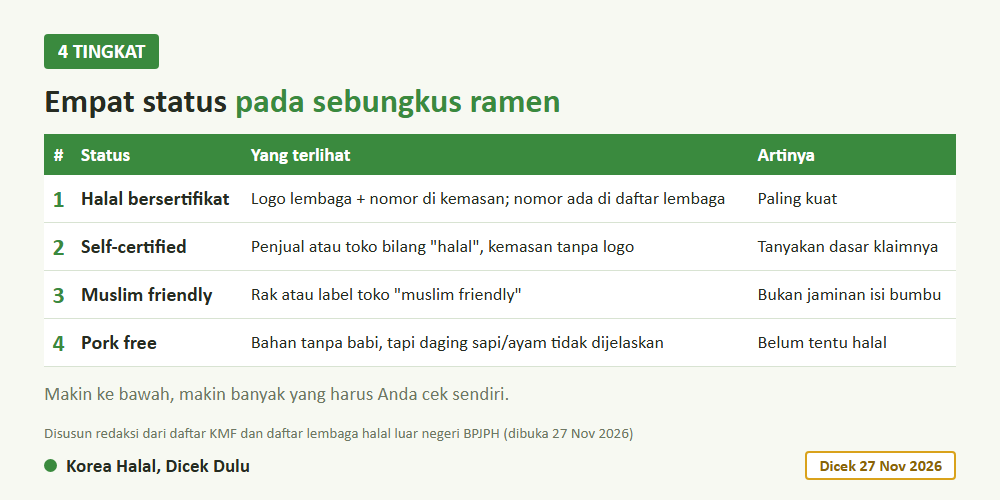 4 TINGKAT
Empat status pada sebungkus ramen
# Status Yang terlihat Artinya
1 Halal bersertifikat Logo lembaga + nomor di kemasan; nomor ada di daftar lembaga Paling kuat
2 Self-certified Penjual atau toko bilang "halal", kemasan tanpa logo Tanyakan dasar klaimnya
3 Muslim friendly Rak atau label toko "muslim friendly" Bukan jaminan isi bumbu
4 Pork free Bahan tanpa babi, tapi daging sapi/ayam tidak dijelaskan Belum tentu halal
Makin ke bawah, makin banyak yang harus Anda cek sendiri.
Disusun redaksi dari daftar KMF dan daftar lembaga halal luar negeri BPJPH (dibuka 27 Nov 2026)
Korea Halal, Dicek Dulu
Dicek 27 Nov 2026